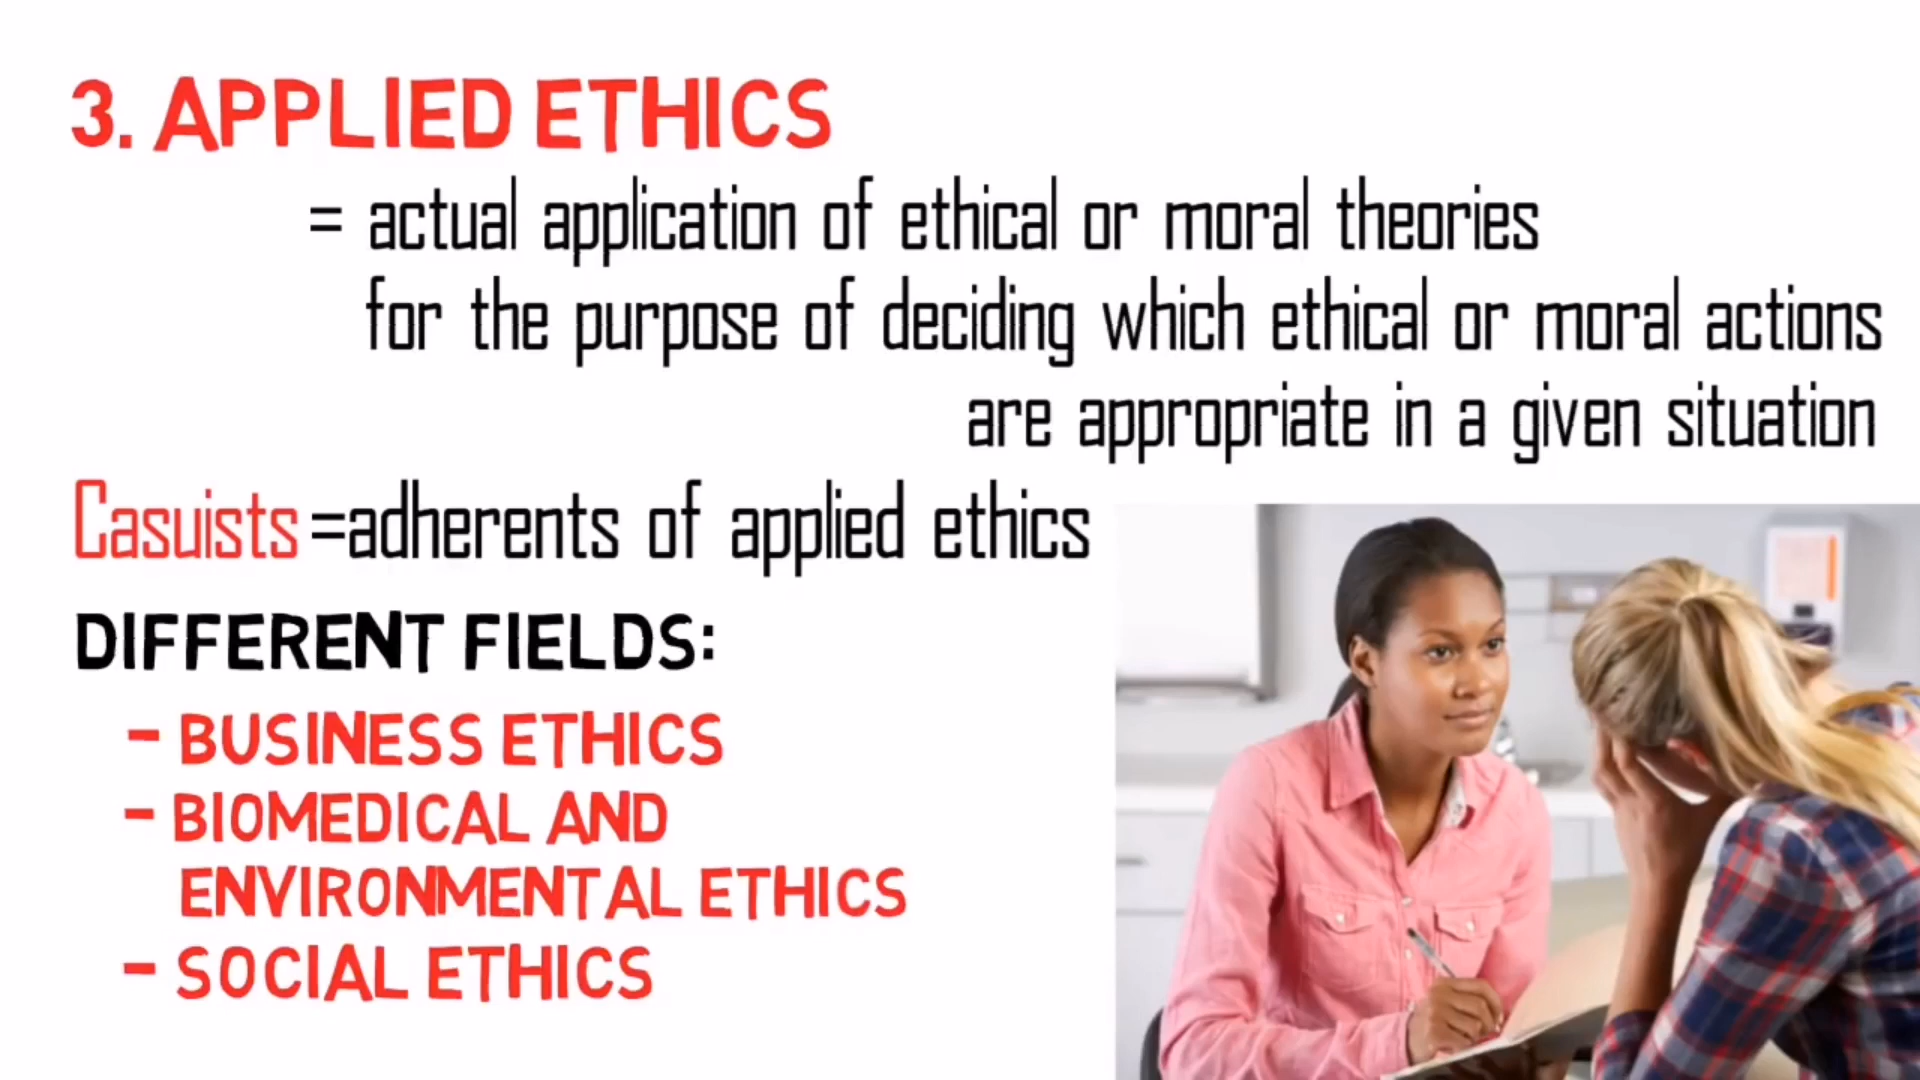 3. APPLIED ETHICS
= actual application of ethical or moral theories
for the purpose of deciding which ethical or moral actions
are appropriate in a given situation
Casuists =adherents of applied ethics
DIFFERENT FIELDS:
- BUSINESS ETHICS
- BIOMEDICAL AND
ENVIRONMENTAL ETHICS
- SOCIAL ETHICS